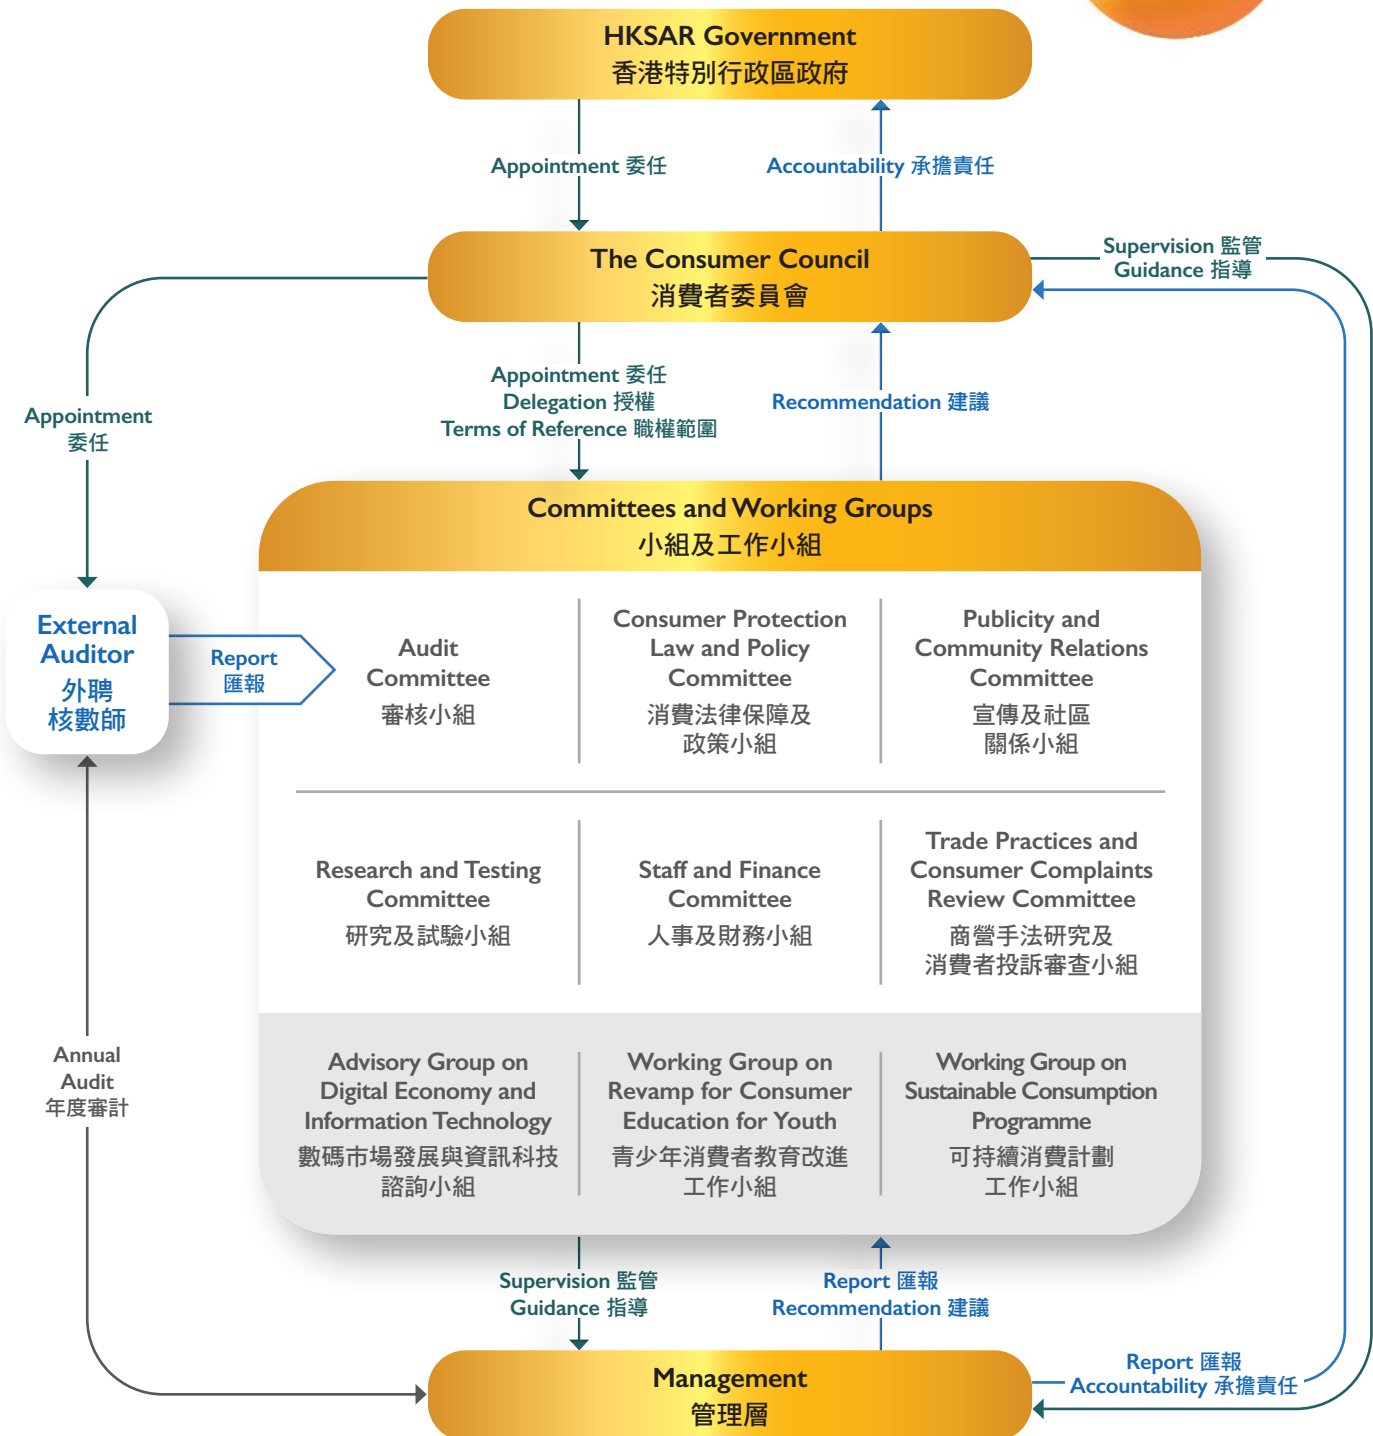 HKSAR Government
香港特別行政區政府
Appointment 委任
Accountability 承擔責任
The Consumer Council
消費者委員會
Supervision 監管
Guidance 指導
Appointment 委任
Delegation 授權
Terms of Reference 職權範圍
Recommendation 建議
Appointment
委任
Committees and Working Groups
小組及工作小組
External
Auditor
外聘
核數師
Report
匯報
Audit
Committee
審核小組
Consumer Protection
Law and Policy
Committee
消費法律保障及
政策小組
Publicity and
Community Relations
Committee
宣傳及社區
關係小組
Research and Testing
Committee
研究及試驗小組
Staff and Finance
Committee
人事及財務小組
Trade Practices and
Consumer Complaints
Review Committee
商營手法研究及
消費者投訴審查小組
Annual
Audit
年度審計
Advisory Group on
Digital Economy and
Information Technology
數碼市場發展與資訊科技
諮詢小組
Working Group on
Revamp for Consumer
Education for Youth
青少年消費者教育改進
工作小組
Working Group on
Sustainable Consumption
Programme
可持續消費計劃
工作小組
Supervision 監管
Guidance 指導
Report 匯報
Recommendation 建議
Management
管理層
Report 匯報
Accountability 承擔責任